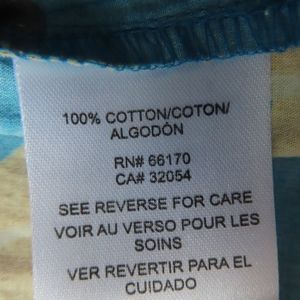 100% COTTON/COTON/
ALGODÓN
RN# 66170
CA# 32054
SEE REVERSE FOR CARE
VOIR AU VERSO POUR LES
SOINS
VER REVERTIR PARA EL
CUIDADO